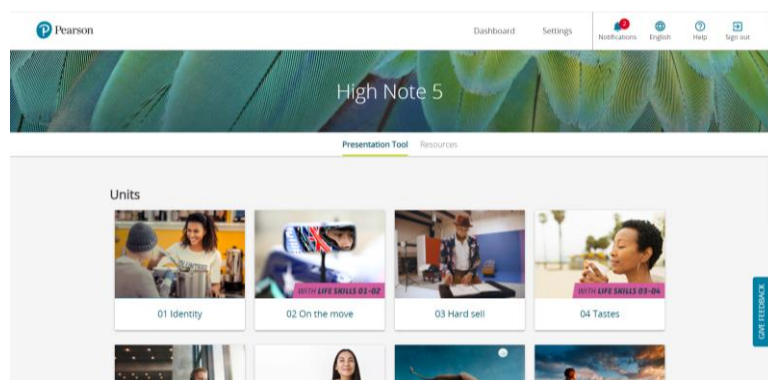 Pearson
Dashboard Settings Notifications 2 English Help Sign out
High Note 5
Presentation Tool Resources
Units
VOLUNTEER
WITH LIFE SKILLS 01-02
WITH LIFE SKILLS 03-04
01 Identity 02 On the move 03 Hard sell 04 Tastes
GIVE FEEDBACK